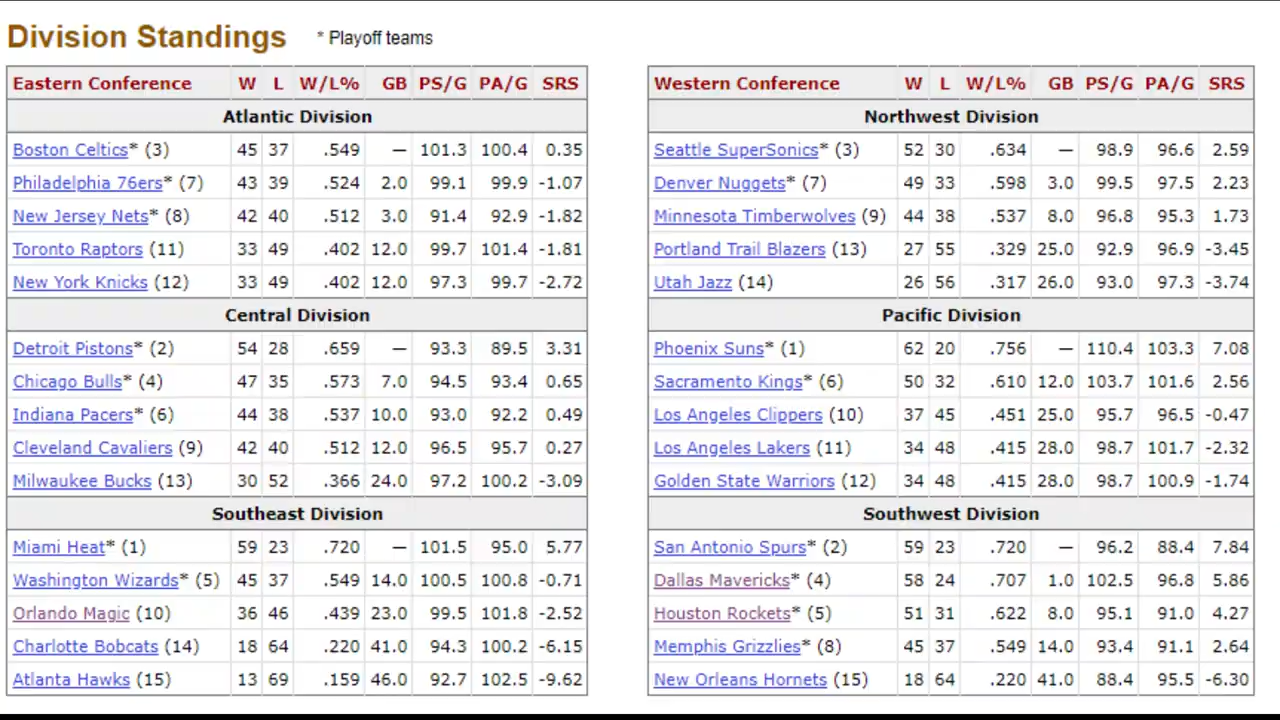 Division Standings * Playoff teams
Eastern Conference W L W/L% GB PS/G PA/G SRS
Atlantic Division
Boston Celtics* (3) 45 37 .549 — 101.3 100.4 0.35
Philadelphia 76ers* (7) 43 39 .524 2.0 99.1 99.9 -1.07
New Jersey Nets* (8) 42 40 .512 3.0 91.4 92.9 -1.82
Toronto Raptors (11) 33 49 .402 12.0 99.7 101.4 -1.81
New York Knicks (12) 33 49 .402 12.0 97.3 99.7 -2.72
Central Division
Detroit Pistons* (2) 54 28 .659 — 93.3 89.5 3.31
Chicago Bulls* (4) 47 35 .573 7.0 94.5 93.4 0.65
Indiana Pacers* (6) 44 38 .537 10.0 93.0 92.2 0.49
Cleveland Cavaliers (9) 42 40 .512 12.0 96.5 95.7 0.27
Milwaukee Bucks (13) 30 52 .366 24.0 97.2 100.2 -3.09
Southeast Division
Miami Heat* (1) 59 23 .720 — 101.5 95.0 5.77
Washington Wizards* (5) 45 37 .549 14.0 100.5 100.8 -0.71
Orlando Magic (10) 36 46 .439 23.0 99.5 101.8 -2.52
Charlotte Bobcats (14) 18 64 .220 41.0 94.3 100.2 -6.15
Atlanta Hawks (15) 13 69 .159 46.0 92.7 102.5 -9.62
Western Conference W L W/L% GB PS/G PA/G SRS
Northwest Division
Seattle SuperSonics* (3) 52 30 .634 — 98.9 96.6 2.59
Denver Nuggets* (7) 49 33 .598 3.0 99.5 97.5 2.23
Minnesota Timberwolves (9) 44 38 .537 8.0 96.8 95.3 1.73
Portland Trail Blazers (13) 27 55 .329 25.0 92.9 96.9 -3.45
Utah Jazz (14) 26 56 .317 26.0 93.0 97.3 -3.74
Pacific Division
Phoenix Suns* (1) 62 20 .756 — 110.4 103.3 7.08
Sacramento Kings* (6) 50 32 .610 12.0 103.7 101.6 2.56
Los Angeles Clippers (10) 37 45 .451 25.0 95.7 96.5 -0.47
Los Angeles Lakers (11) 34 48 .415 28.0 98.7 101.7 -2.32
Golden State Warriors (12) 34 48 .415 28.0 98.7 100.9 -1.74
Southwest Division
San Antonio Spurs* (2) 59 23 .720 — 96.2 88.4 7.84
Dallas Mavericks* (4) 58 24 .707 1.0 102.5 96.8 5.86
Houston Rockets* (5) 51 31 .622 8.0 95.1 91.0 4.27
Memphis Grizzlies* (8) 45 37 .549 14.0 93.4 91.1 2.64
New Orleans Hornets (15) 18 64 .220 41.0 88.4 95.5 -6.30